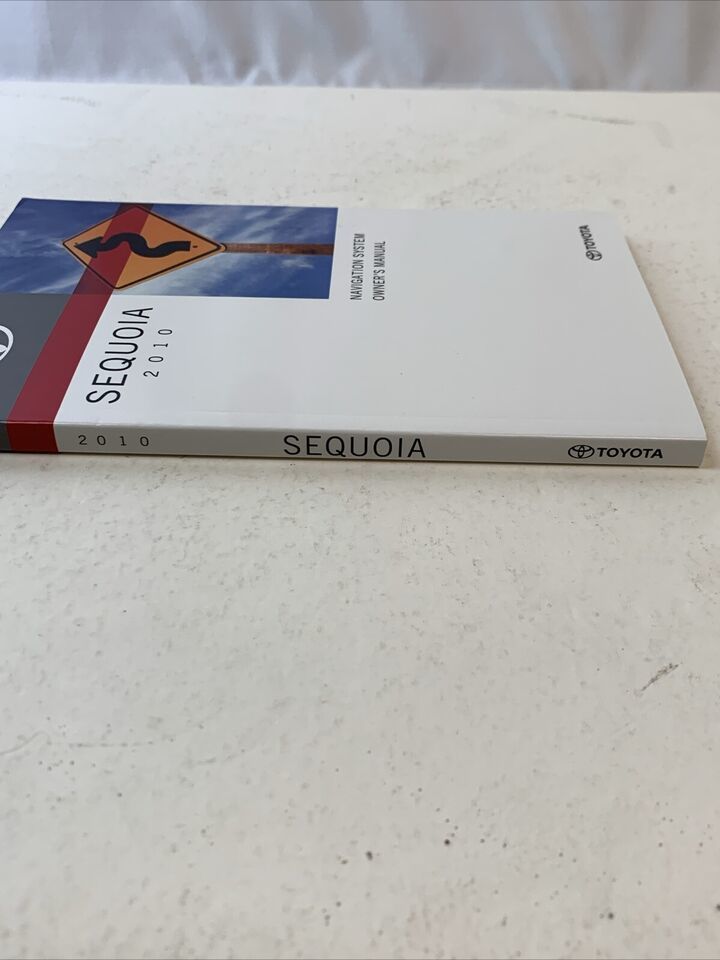 SEQUOIA
2010
NAVIGATION SYSTEM
OWNER'S MANUAL
TOYOTA
2010 SEQUOIA TOYOTA